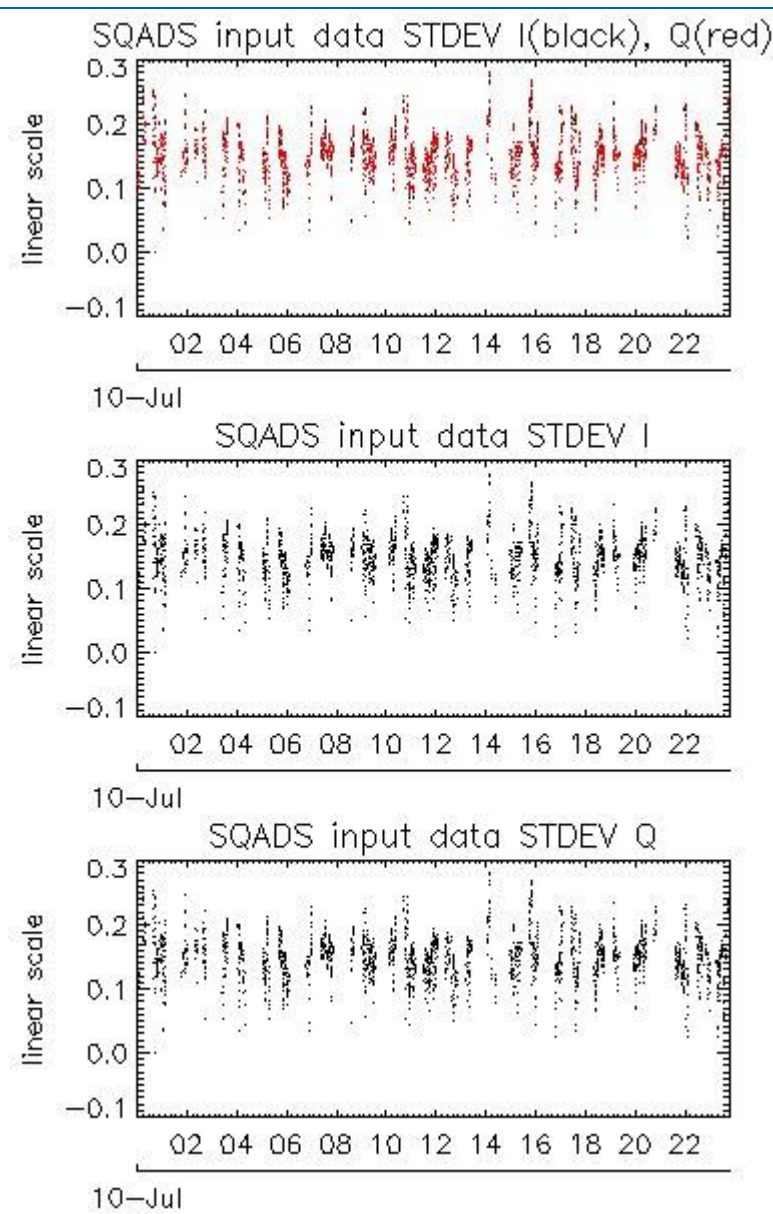 SQADS input data STDEV I(black), Q(red)
linear scale
0.3
0.2
0.1
0.0
−0.1
02 04 06 08 10 12 14 16 18 20 22
10−Jul
SQADS input data STDEV I
linear scale
0.3
0.2
0.1
0.0
−0.1
02 04 06 08 10 12 14 16 18 20 22
10−Jul
SQADS input data STDEV Q
linear scale
0.3
0.2
0.1
0.0
−0.1
02 04 06 08 10 12 14 16 18 20 22
10−Jul